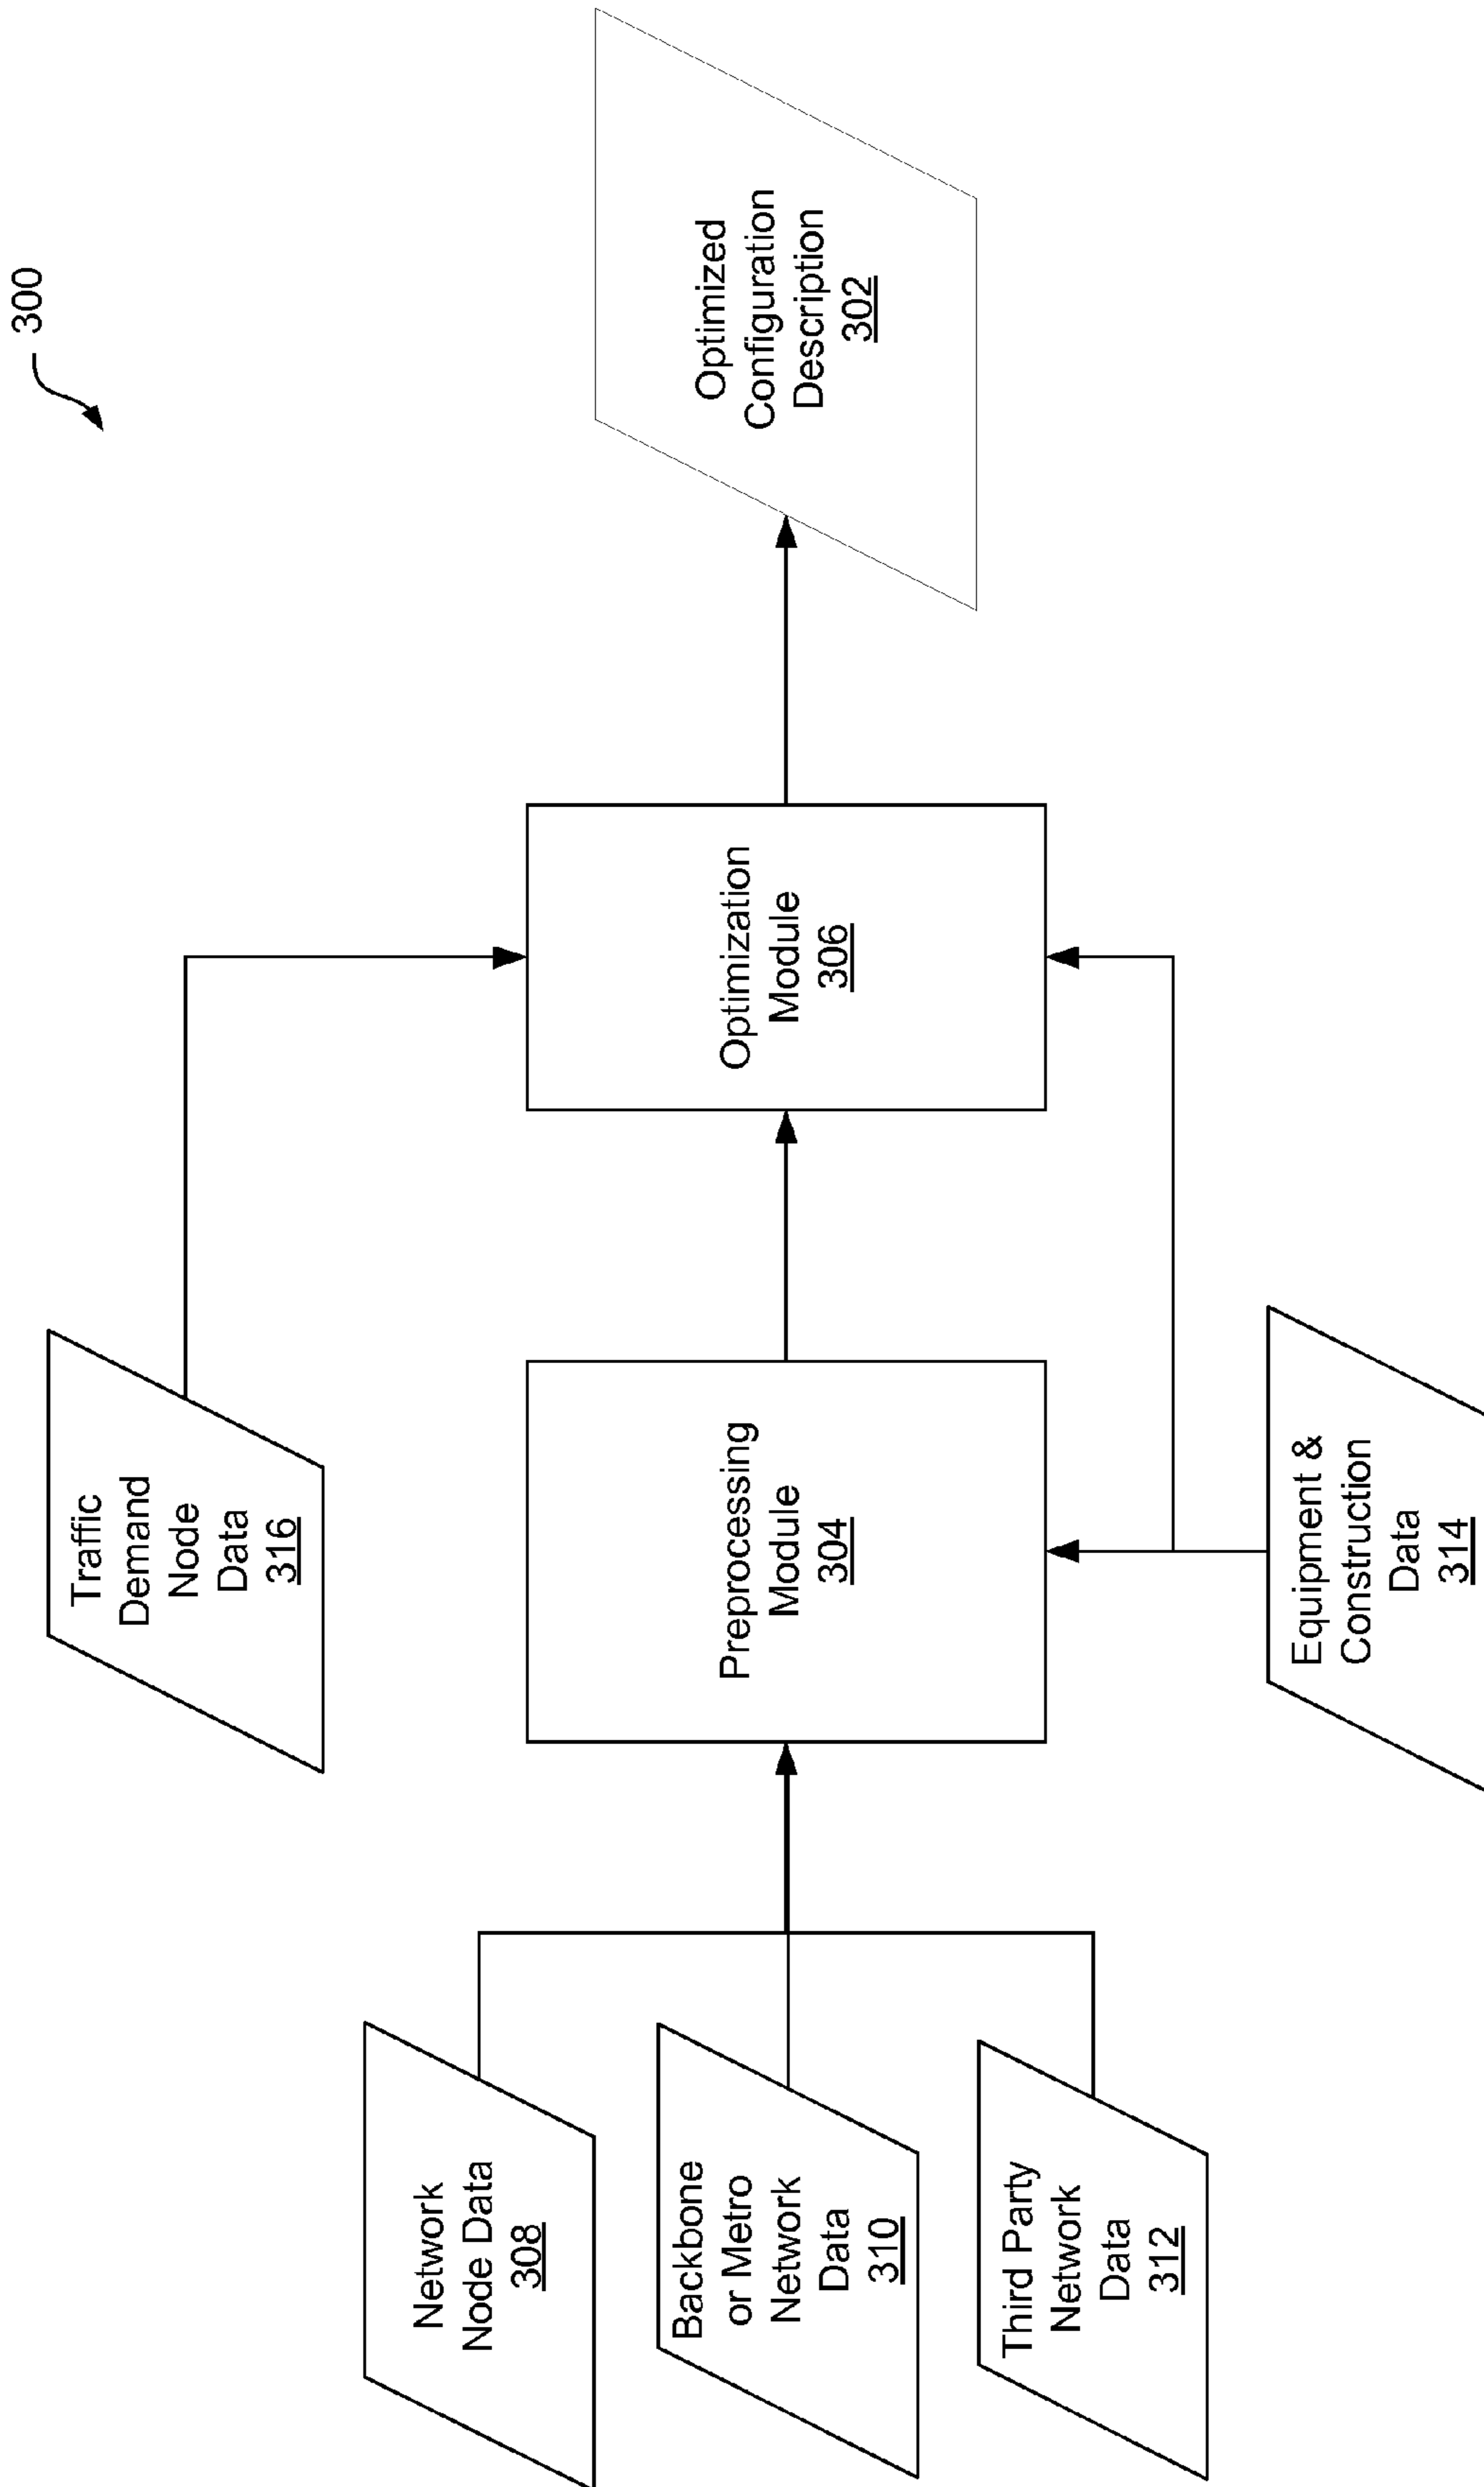 300
Traffic
Demand
Node
Data
316
Network
Node Data
308
Backbone
or Metro
Network
Data
310
Third Party
Network
Data
312
Preprocessing
Module
304
Optimization
Module
306
Optimized
Configuration
Description
302
Equipment &
Construction
Data
314